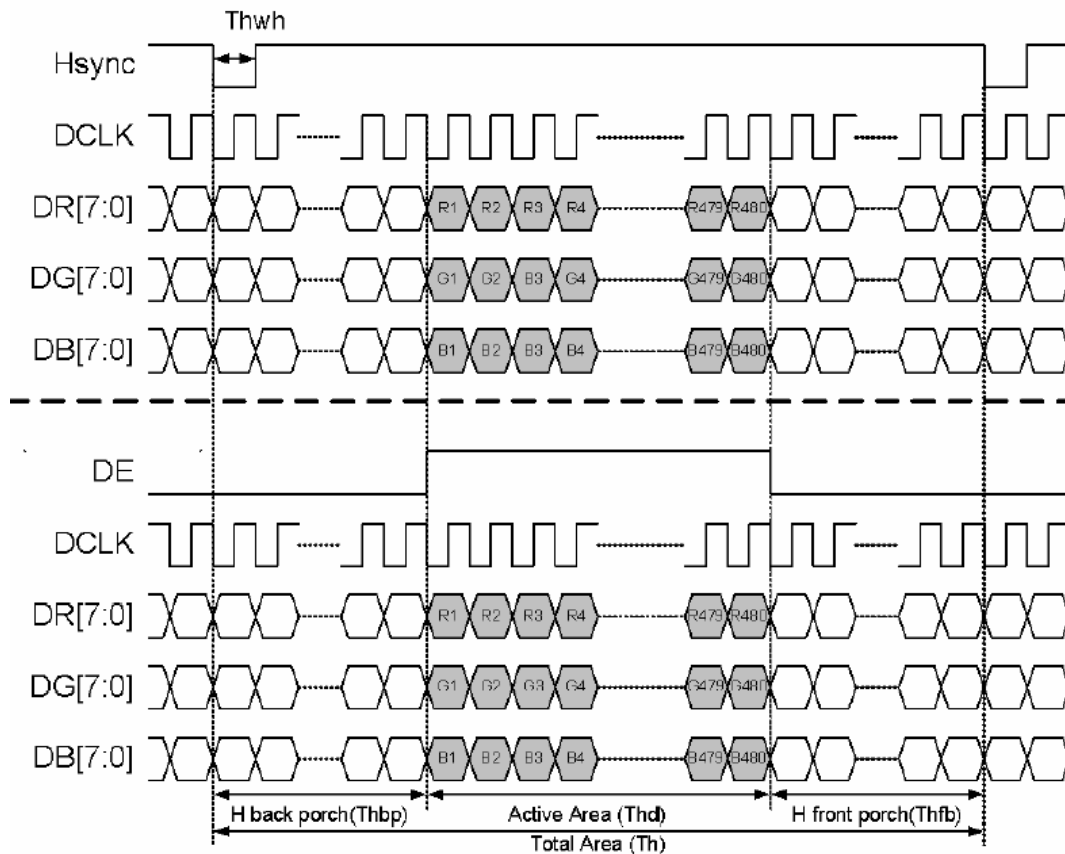 Thwh
Hsync
DCLK
DR[7:0] R1 R2 R3 R4 R479 R480
DG[7:0] G1 G2 B3 G4 G479 G480
DB[7:0] B1 B2 B3 B4 B479 B480
DE
DCLK
DR[7:0] R1 R2 R3 R4 R479 R480
DG[7:0] G1 G2 G3 G4 G479 G480
DB[7:0] B1 B2 B3 B4 B479 B480
H back porch(Thbp) Active Area (Thd) H front porch(Thfb)
Total Area (Th)